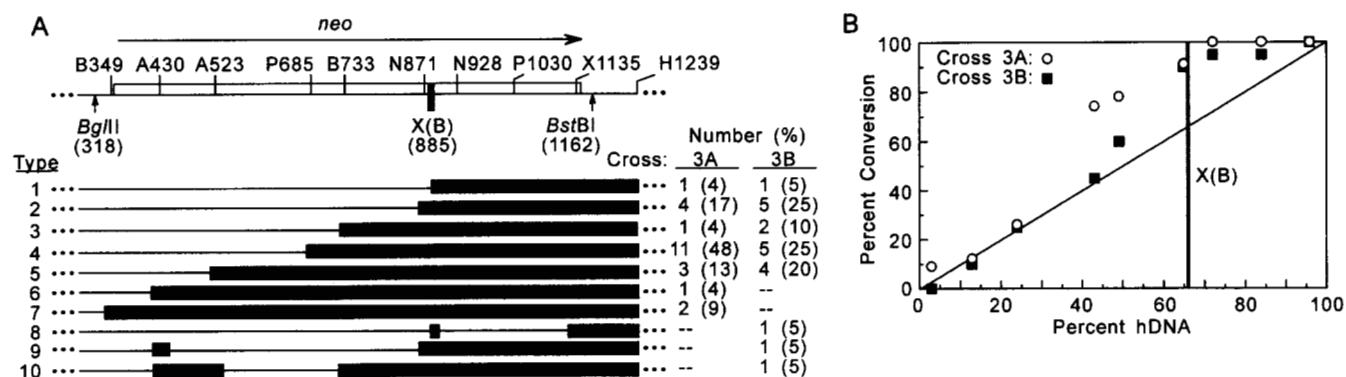 A
neo
B349 A430 A523 P685 B733 N871 N928 P1030 X1135 H1239
... ...
BglII X(B) BstBI
(318) (885) (1162)
Number (%)
Type Cross: 3A 3B
1 ... ... 1 (4) 1 (5)
2 ... ... 4 (17) 5 (25)
3 ... ... 1 (4) 2 (10)
4 ... ... 11 (48) 5 (25)
5 ... ... 3 (13) 4 (20)
6 ... ... 1 (4) --
7 ... ... 2 (9) --
8 ... ... -- 1 (5)
9 ... ... -- 1 (5)
10 ... ... -- 1 (5)
B
Percent Conversion
100
80
60
40
20
0
Cross 3A:
Cross 3B:
X(B)
0 20 40 60 80 100
Percent hDNA